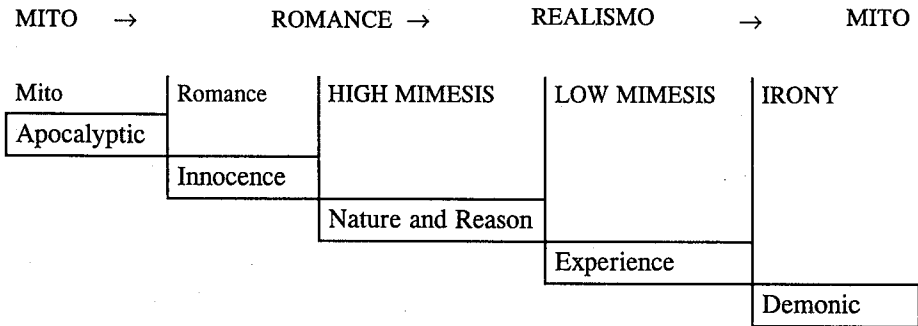 MITO → ROMANCE → REALISMO → MITO
Mito Romance HIGH MIMESIS LOW MIMESIS IRONY
Apocalyptic
Innocence
Nature and Reason
Experience
Demonic